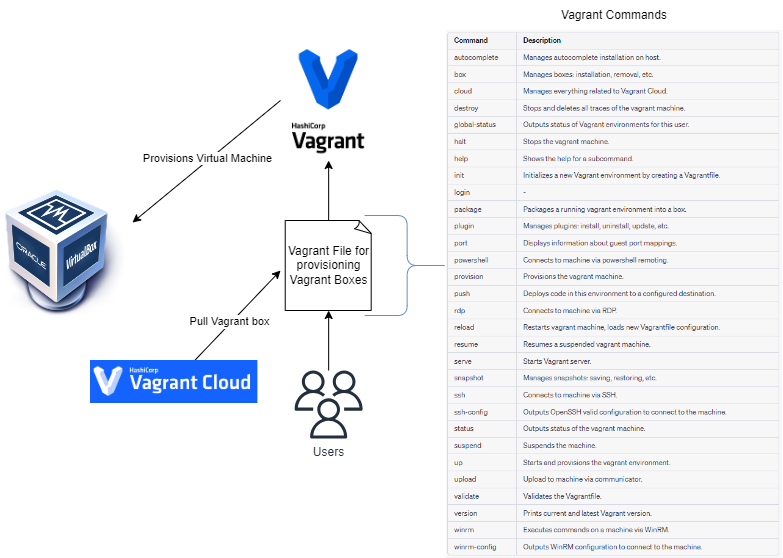 Vagrant Commands
HashiCorp
Vagrant
Provisions Virtual Machine
ORACLE
VirtualBox
Vagrant File for
provisioning
Vagrant Boxes
Pull Vagrant box
HashiCorp
Vagrant Cloud
Users
Command Description
autocomplete Manages autocomplete installation on host.
box Manages boxes: installation, removal, etc.
cloud Manages everything related to Vagrant Cloud.
destroy Stops and deletes all traces of the vagrant machine.
global-status Outputs status of Vagrant environments for this user.
halt Stops the vagrant machine.
help Shows the help for a subcommand.
init Initializes a new Vagrant environment by creating a Vagrantfile.
login -
package Packages a running vagrant environment into a box.
plugin Manages plugins: install, uninstall, update, etc.
port Displays information about guest port mappings.
powershell Connects to machine via powershell remoting.
provision Provisions the vagrant machine.
push Deploys code in this environment to a configured destination.
rdp Connects to machine via RDP.
reload Restarts vagrant machine, loads new Vagrantfile configuration.
resume Resumes a suspended vagrant machine.
serve Starts Vagrant server.
snapshot Manages snapshots: saving, restoring, etc.
ssh Connects to machine via SSH.
ssh-config Outputs OpenSSH valid configuration to connect to the machine.
status Outputs status of the vagrant machine.
suspend Suspends the machine.
up Starts and provisions the vagrant environment.
upload Upload to machine via communicator.
validate Validates the Vagrantfile.
version Prints current and latest Vagrant version.
winrm Executes commands on a machine via WinRM.
winrm-config Outputs WinRM configuration to connect to the machine.